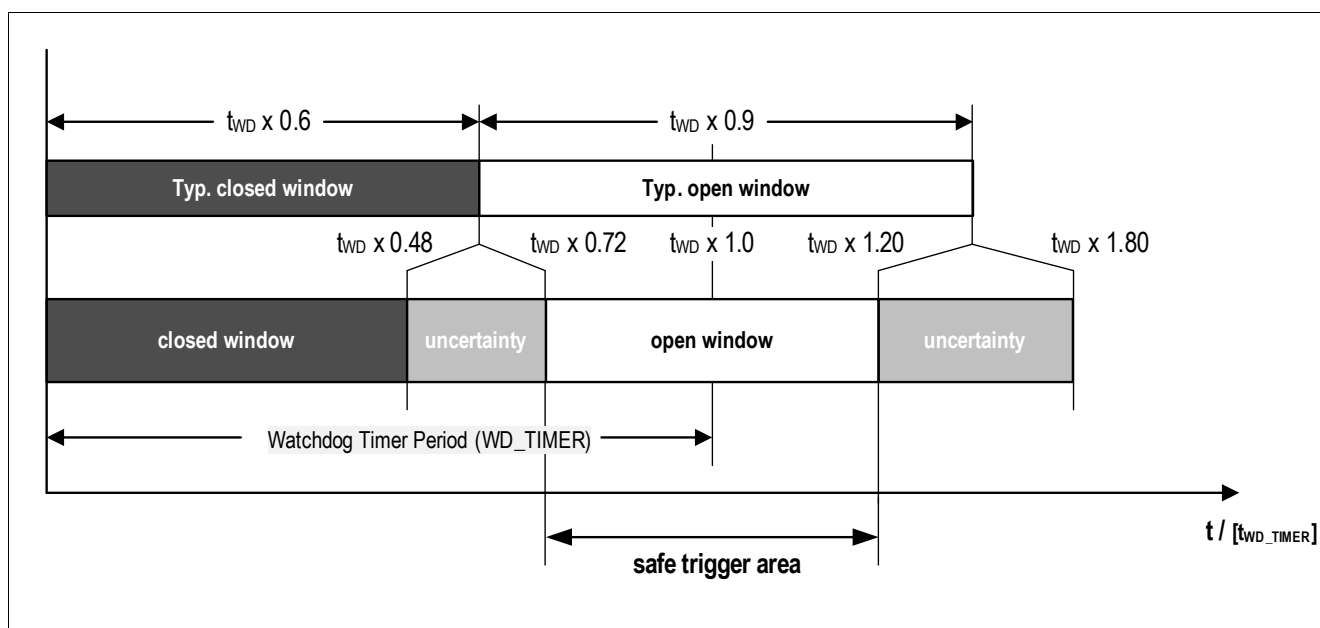 tWD x 0.6 tWD x 0.9
Typ. closed window Typ. open window
tWD x 0.48 tWD x 0.72 tWD x 1.0 tWD x 1.20 tWD x 1.80
closed window uncertainty open window uncertainty
Watchdog Timer Period (WD_TIMER)
t / [tWD_TIMER]
safe trigger area